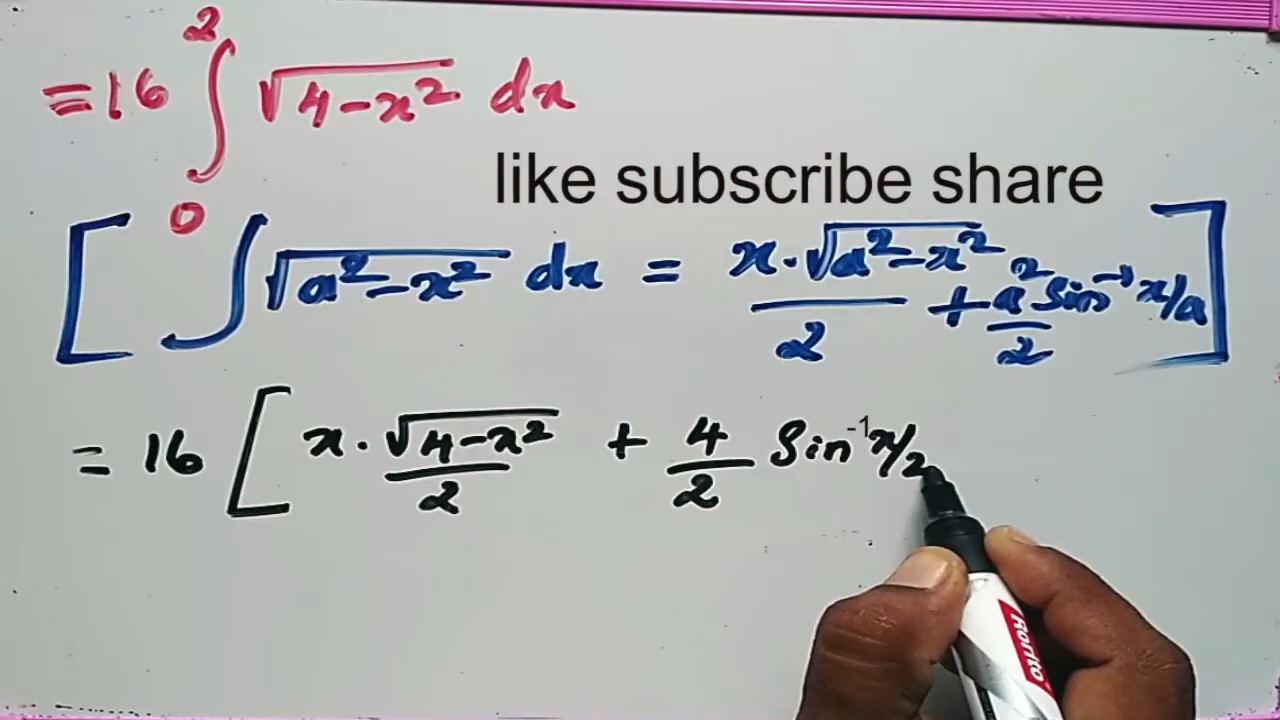 = 16 ∫₀² √(4-x²) dx
like subscribe share
[ ∫ √(a²-x²) dx = x.√(a²-x²)/2 + a²/2 Sin⁻¹ x/a ]
= 16 [ x.√(4-x²)/2 + 4/2 Sin⁻¹ x/2
Rorito